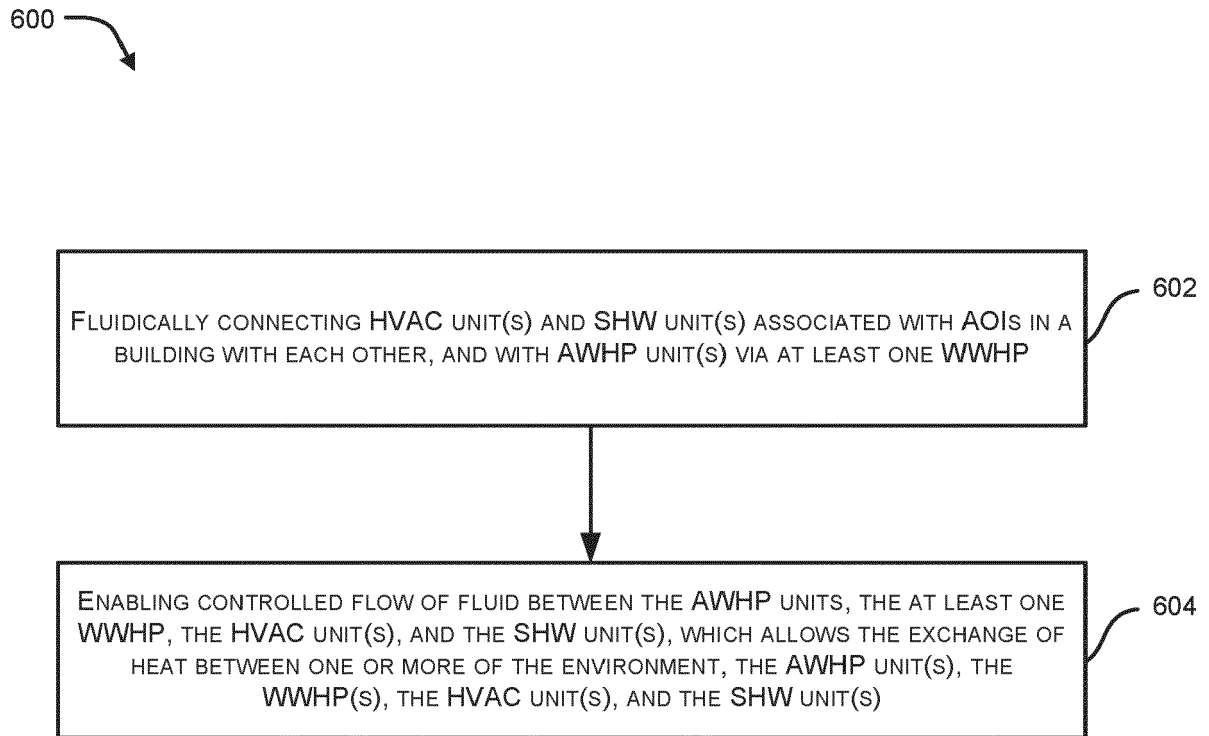 600
FLUIDICALLY CONNECTING HVAC UNIT(S) AND SHW UNIT(S) ASSOCIATED WITH AOIS IN A
BUILDING WITH EACH OTHER, AND WITH AWHP UNIT(S) VIA AT LEAST ONE WWHP
602
ENABLING CONTROLLED FLOW OF FLUID BETWEEN THE AWHP UNITS, THE AT LEAST ONE
WWHP, THE HVAC UNIT(S), AND THE SHW UNIT(S), WHICH ALLOWS THE EXCHANGE OF
HEAT BETWEEN ONE OR MORE OF THE ENVIRONMENT, THE AWHP UNIT(S), THE
WWHP(S), THE HVAC UNIT(S), AND THE SHW UNIT(S)
604